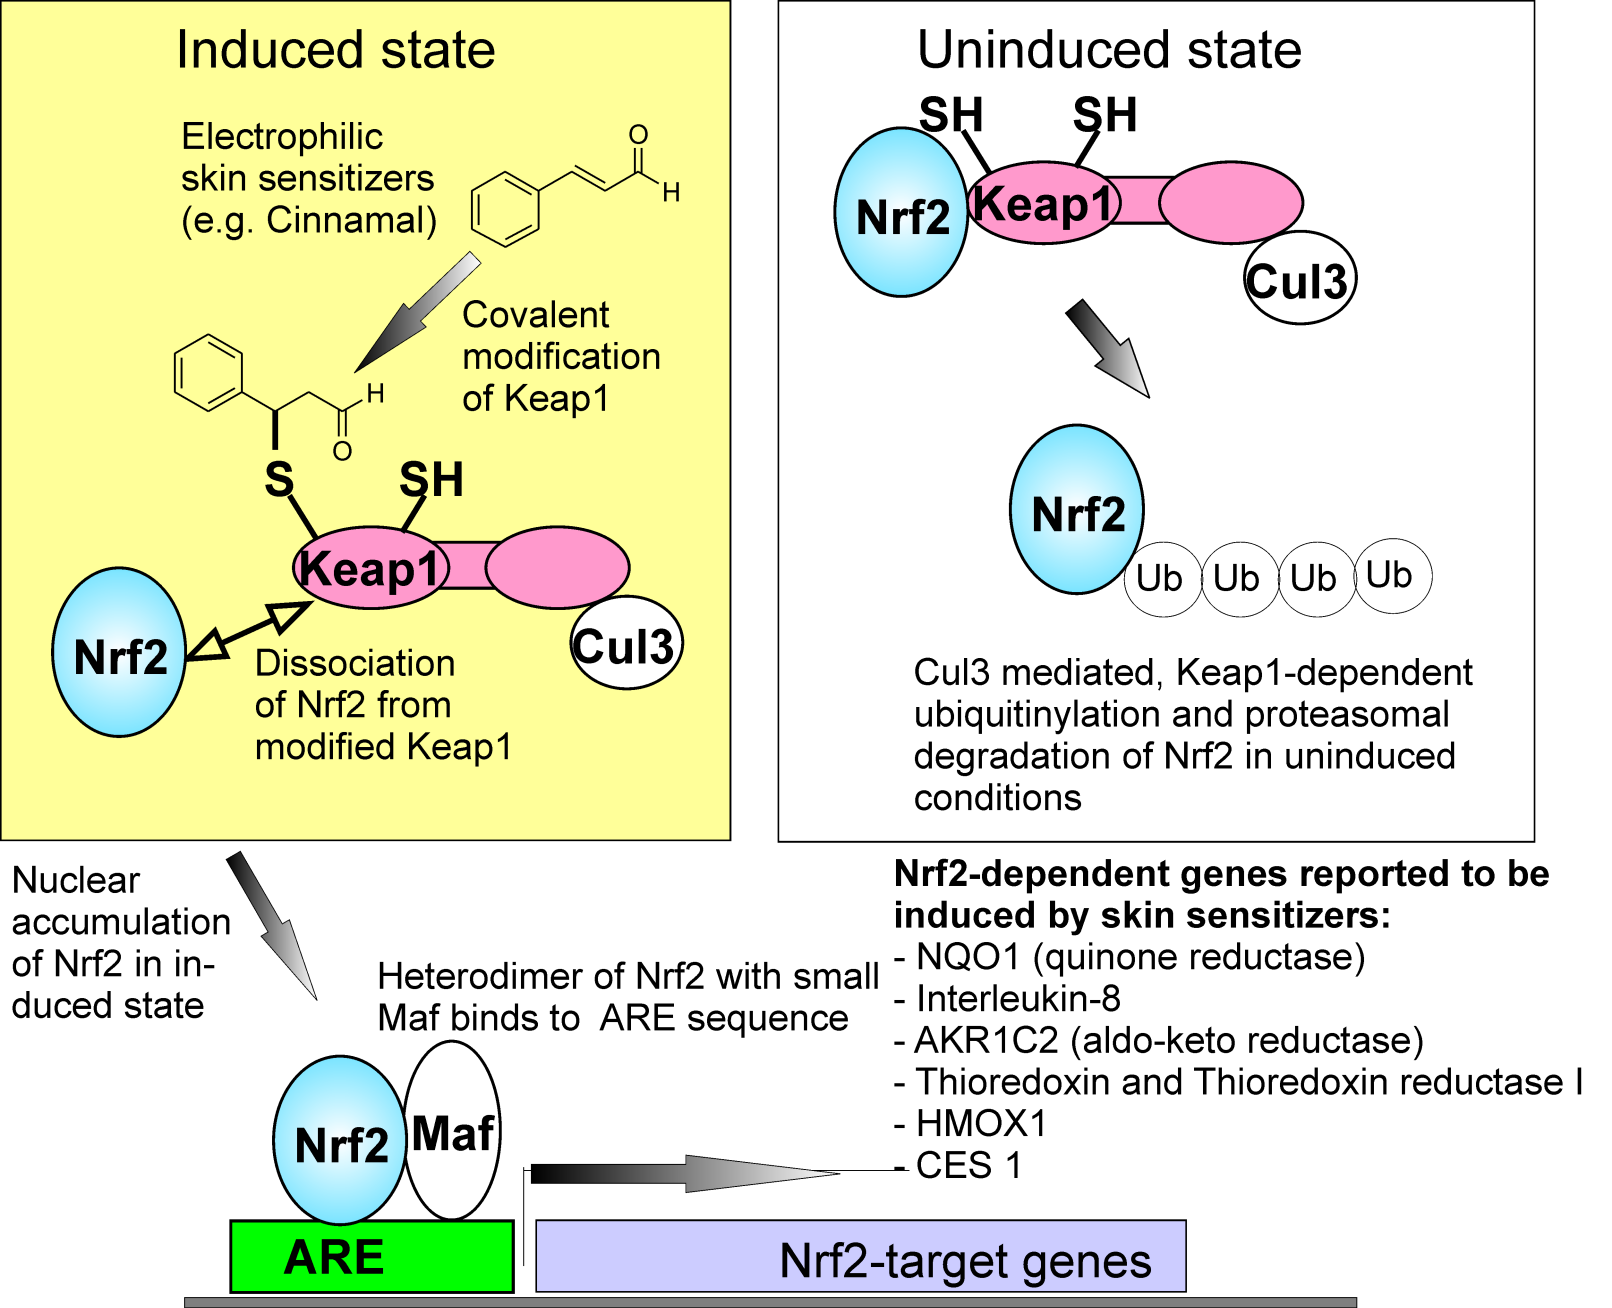 Induced state
Electrophilic
skin sensitizers
(e.g. Cinnamal)
O
H
Covalent
modification
of Keap1
H
O
S
SH
Keap1
Nrf2
Cul3
Dissociation
of Nrf2 from
modified Keap1
Uninduced state
SH
SH
Nrf2
Keap1
Cul3
Nrf2
Ub
Ub
Ub
Ub
Cul3 mediated, Keap1-dependent
ubiquitinylation and proteasomal
degradation of Nrf2 in uninduced
conditions
Nuclear
accumulation
of Nrf2 in in-
duced state
Heterodimer of Nrf2 with small
Maf binds to ARE sequence
Nrf2
Maf
ARE
Nrf2-target genes
Nrf2-dependent genes reported to be
induced by skin sensitizers:
- NQO1 (quinone reductase)
- Interleukin-8
- AKR1C2 (aldo-keto reductase)
- Thioredoxin and Thioredoxin reductase I
- HMOX1
- CES 1